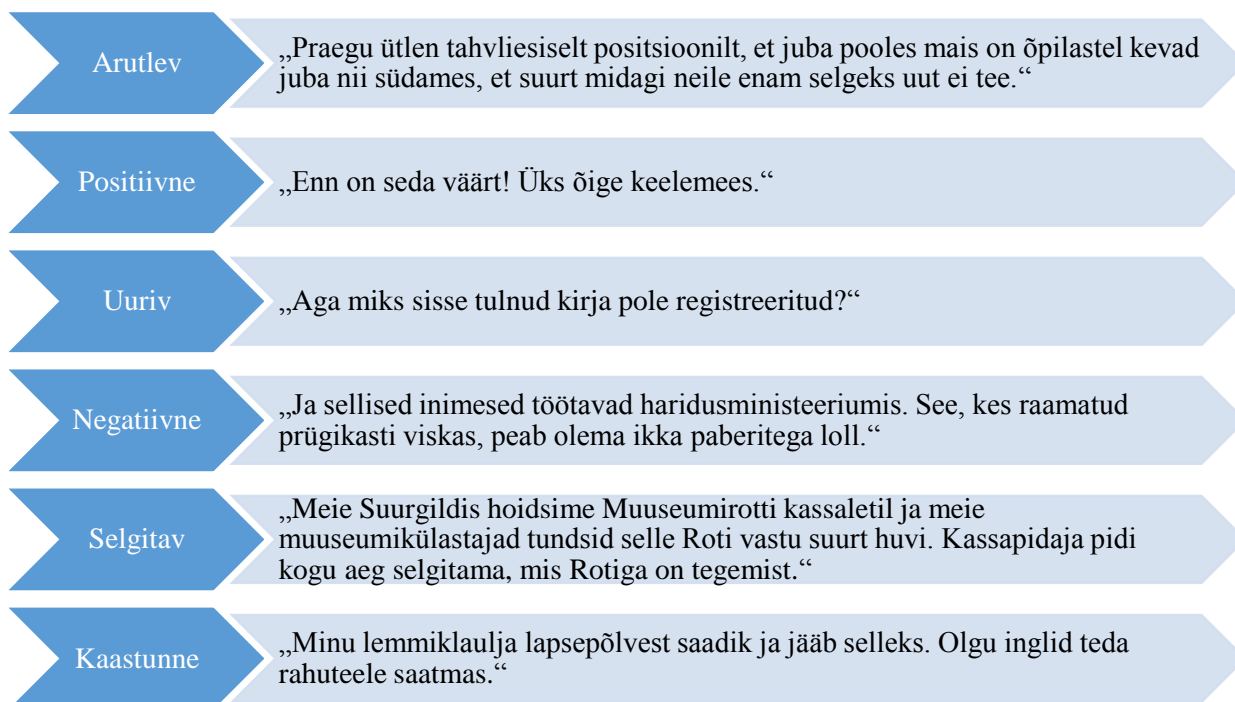 Arutlev
„Praegu ütlen tahvliesiselt positsioonilt, et juba pooles mais on õpilastel kevad
juba nii südames, et suurt midagi neile enam selgeks uut ei tee.“
Positiivne
„Enn on seda väärt! Üks õige keelemees.“
Uuriv
„Aga miks sisse tulnud kirja pole registreeritud?“
Negatiivne
„Ja sellised inimesed töötavad haridusministeeriumis. See, kes raamatud
prügikasti viskas, peab olema ikka paberitega loll.“
Selgitav
„Meie Suurgildis hoidsime Muuseumirotti kassaletil ja meie
muuseumikülastajad tundsid selle Roti vastu suurt huvi. Kassapidaja pidi
kogu aeg selgitama, mis Rotiga on tegemist.“
Kaastunne
„Minu lemmiklaulja lapsepõlvest saadik ja jääb selleks. Olgu inglid teda
rahuteele saatmas.“